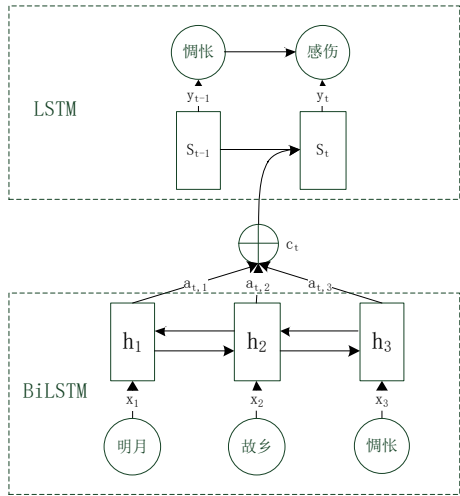 惆怅 感伤
yₜ₋₁ yₜ
LSTM
Sₜ₋₁ Sₜ
cₜ
aₜ,₁ aₜ,₂ aₜ,₃
h₁ h₂ h₃
BiLSTM
x₁ x₂ x₃
明月 故乡 惆怅